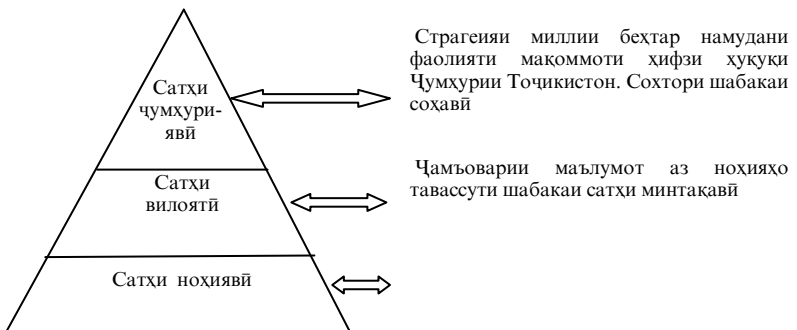 Сатҳи
ҷумҳури-
явӣ
Страгеияи миллии беҳтар намудани
фаолияти мақоммоти ҳифзи ҳуқуқи
Ҷумҳурии Тоҷикистон. Сохтори шабакаи
соҳавӣ
Сатҳи
вилоятӣ
Ҷамъоварии маълумот аз ноҳияҳо
тавассути шабакаи сатҳи минтақавӣ
Сатҳи ноҳиявӣ